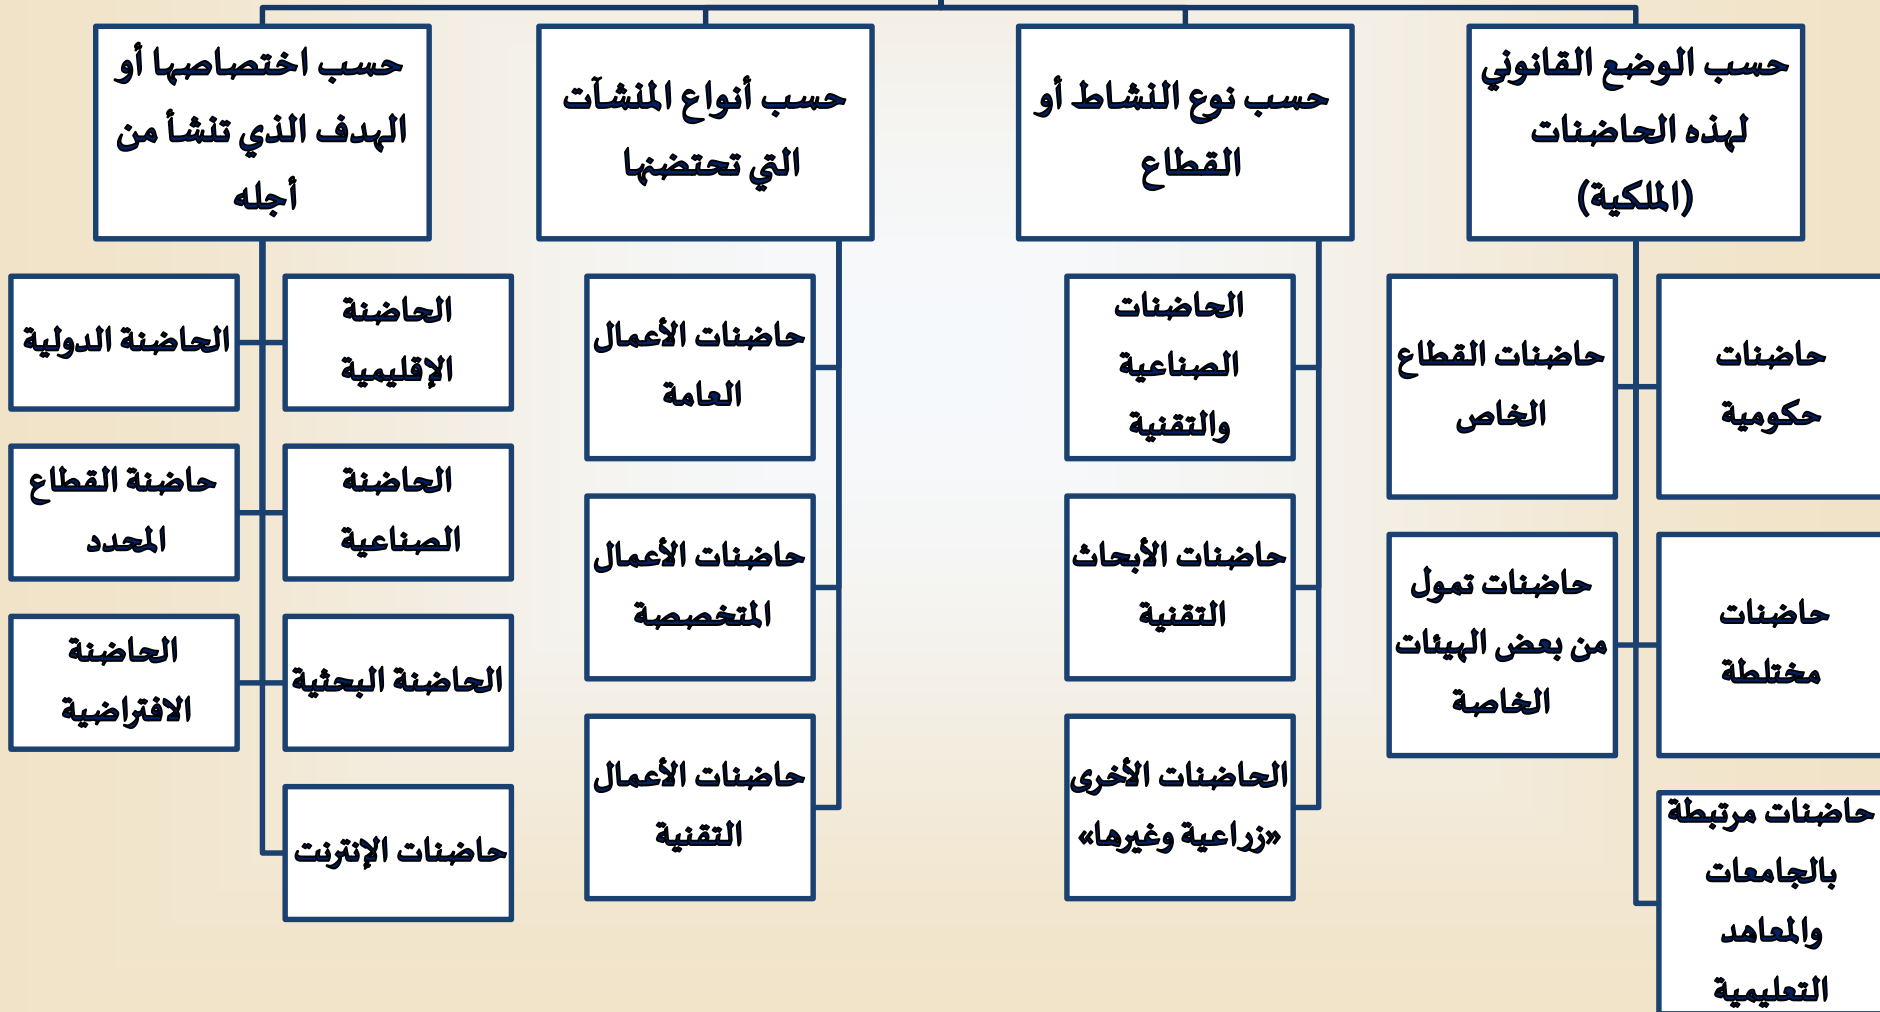 حسب الوضع القانوني
لهذه الحاضنات
(الملكية)
حاضنات
حكومية
حاضنات القطاع
الخاص
حاضنات
مختلطة
حاضنات تمول
من بعض الهيئات
الخاصة
حاضنات مرتبطة
بالجامعات
والمعاهد
التعليمية
حسب نوع النشاط أو
القطاع
الحاضنات
الصناعية
والتقنية
حاضنات الأبحاث
التقنية
الحاضنات الأخرى
«زراعية وغيرها»
حسب أنواع المنشآت
التي تحتضنها
حاضنات الأعمال
العامة
حاضنات الأعمال
المتخصصة
حاضنات الأعمال
التقنية
حسب اختصاصها أو
الهدف الذي تنشأ من
أجله
الحاضنة
الإقليمية
الحاضنة الدولية
الحاضنة
الصناعية
حاضنة القطاع
المحدد
الحاضنة البحثية
الحاضنة
الافتراضية
حاضنات الإنترنت